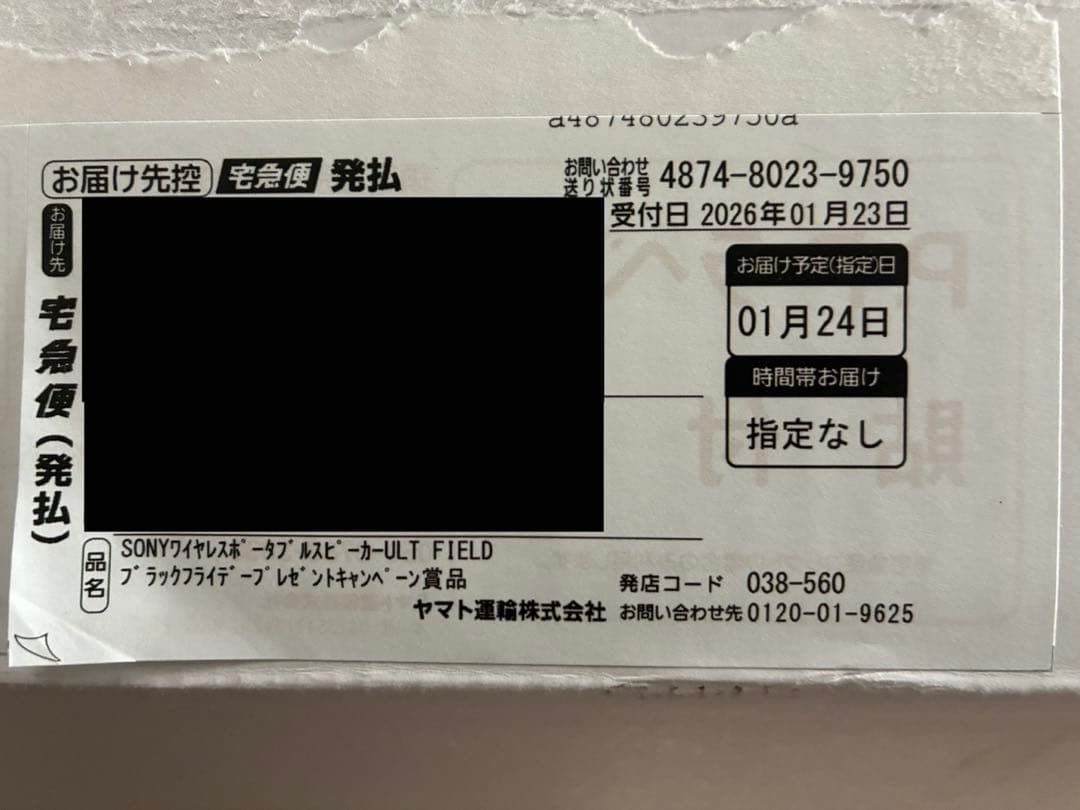 a487480239750a
お届け先控 宅急便 発払
お問い合わせ
送り状番号 4874-8023-9750
受付日 2026年01月23日
お届け先
宅急便(発払)
お届け予定(指定)日
01月24日
時間帯お届け
指定なし
品名
SONYワイヤレスポータブルスピーカーULT FIELD
ブラックフライデープレゼントキャンペーン賞品
発店コード 038-560
ヤマト運輸株式会社 お問い合わせ先 0120-01-9625